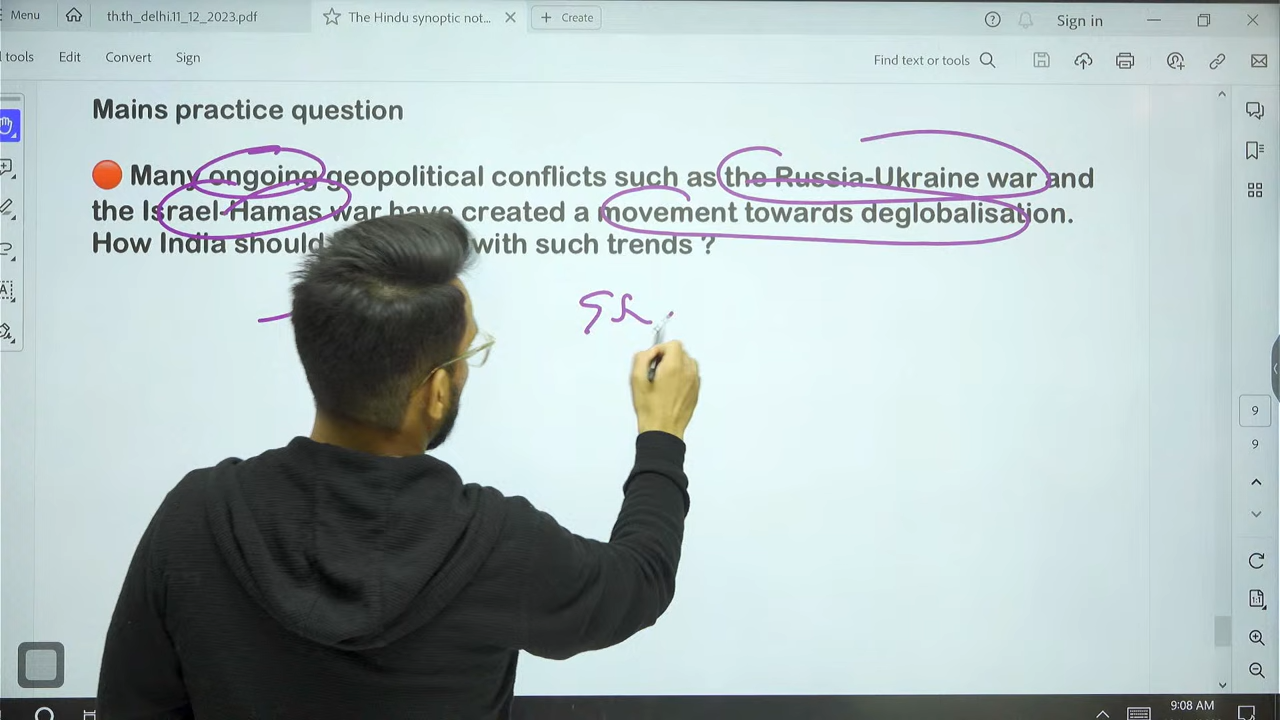 Menu
th.th_delhi.11_12_2023.pdf
The Hindu synoptic not...
Create
Sign in
tools
Edit
Convert
Sign
Find text or tools
Mains practice question
Many ongoing geopolitical conflicts such as the Russia-Ukraine war and
the Israel-Hamas war have created a movement towards deglobalisation.
How India should with such trends ?
9
9
1:1
9:08 AM